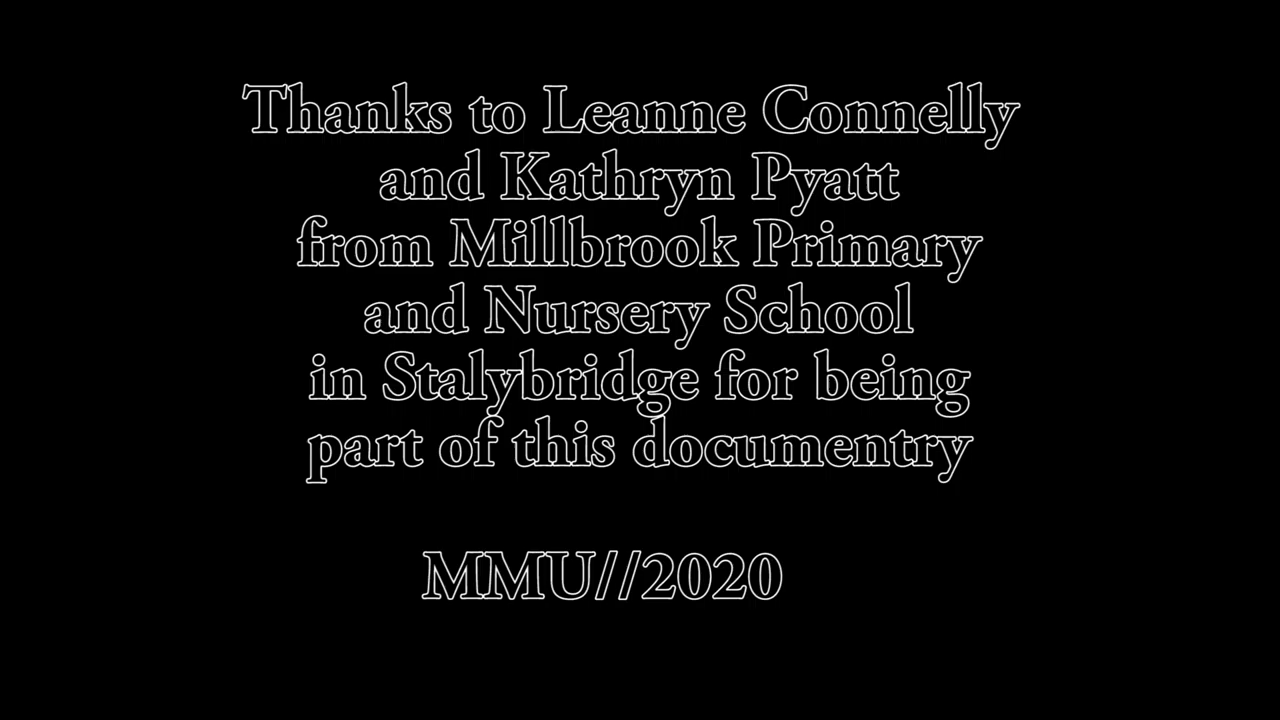 Thanks to Leanne Connelly
and Kathryn Pyatt
from Millbrook Primary
and Nursery School
in Stalybridge for being
part of this documentry
MMU//2020